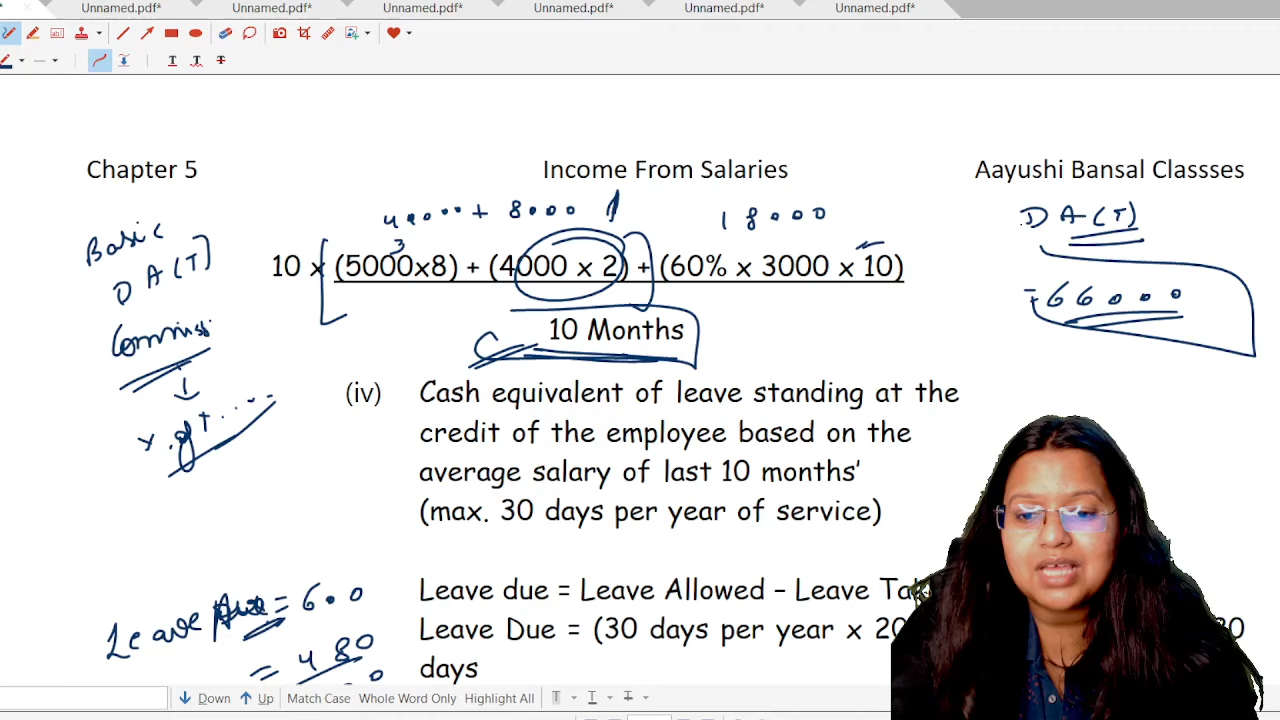 Unnamed.pdf* Unnamed.pdf* Unnamed.pdf* Unnamed.pdf* Unnamed.pdf* Unnamed.pdf*
Chapter 5 Income From Salaries Aayushi Bansal Classses
Basic
DA(T)
40000 + 8000
18000
DA(T)
10 x (5000x8) + (4000 x 2) + (60% x 3000 x 10)
10 Months
66000
(iv) Cash equivalent of leave standing at the
credit of the employee based on the
average salary of last 10 months'
(max. 30 days per year of service)
Leave due = Leave Allowed – Leave
Leave Due = (30 days per year x
days
Leave
= 600
= 480
Down Up Match Case Whole Word Only Highlight All